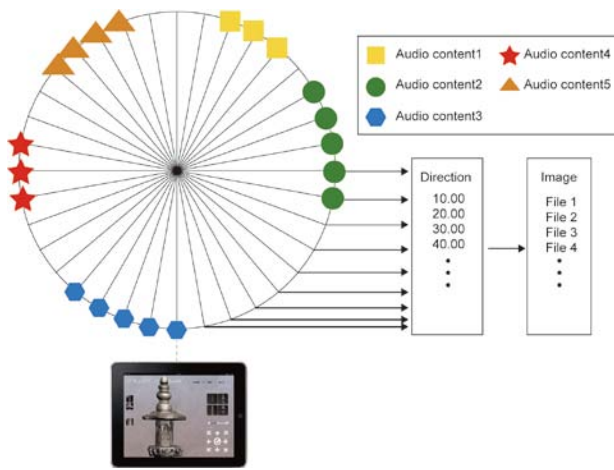 Audio content1
Audio content4
Audio content2
Audio content5
Audio content3
Direction
10.00
20.00
30.00
40.00
Image
File 1
File 2
File 3
File 4